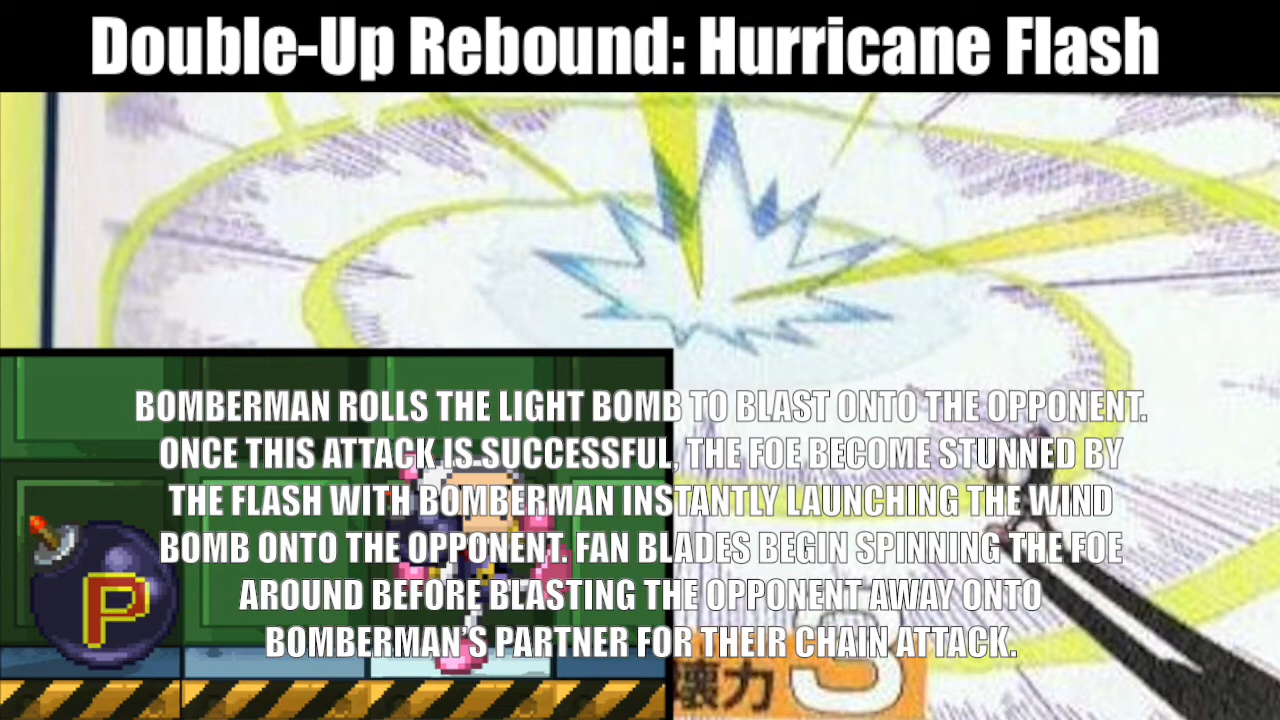 Double-Up Rebound: Hurricane Flash
BOMBERMAN ROLLS THE LIGHT BOMB TO BLAST ONTO THE OPPONENT.
ONCE THIS ATTACK IS SUCCESSFUL, THE FOE BECOME STUNNED BY
THE FLASH WITH BOMBERMAN INSTANTLY LAUNCHING THE WIND
BOMB ONTO THE OPPONENT. FAN BLADES BEGIN SPINNING THE FOE
AROUND BEFORE BLASTING THE OPPONENT AWAY ONTO
BOMBERMAN’S PARTNER FOR THEIR CHAIN ATTACK.
P
壊力 S